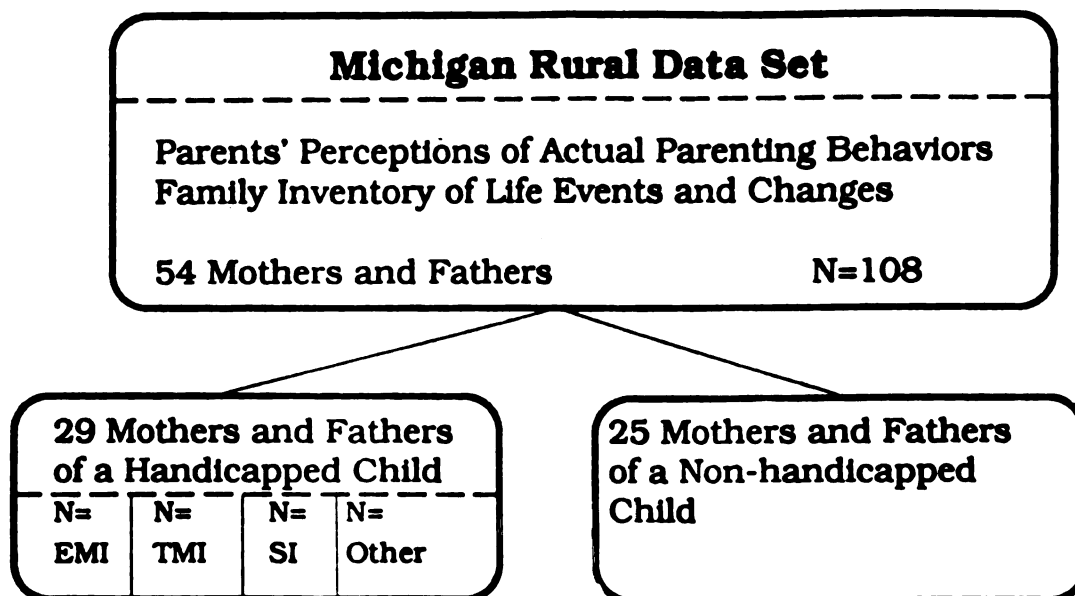 Michigan Rural Data Set
Parents' Perceptions of Actual Parenting Behaviors
Family Inventory of Life Events and Changes
54 Mothers and Fathers N=108
29 Mothers and Fathers
of a Handicapped Child
N= N= N= N=
EMI TMI SI Other
25 Mothers and Fathers
of a Non-handicapped
Child